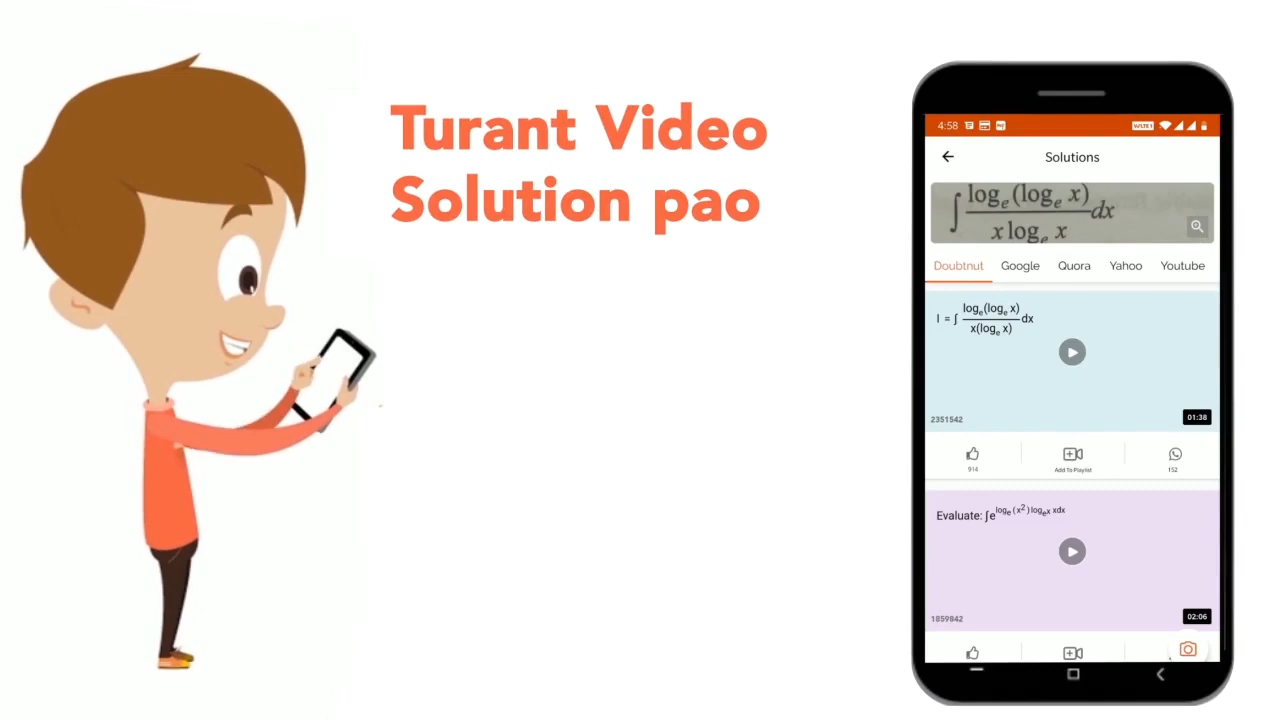 Turant Video
Solution pao
4:58
Solutions
∫ logₑ(logₑ x) / x logₑ x dx
Doubtnut Google Quora Yahoo Youtube
I = ∫ logₑ(logₑ x) / x(logₑ x) dx
2351542 01:38
914 Add To Playlist 152
Evaluate: ∫e^logₑ(x²)logₑx xdx
1859842 02:06